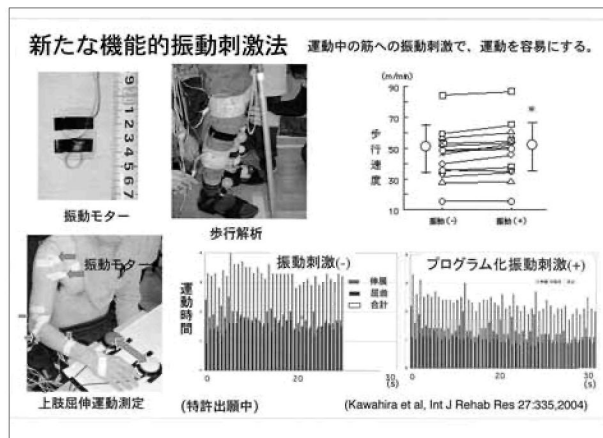 新たな機能的振動刺激法
運動中の筋への振動刺激で、運動を容易にする。
振動モター
歩行解析
(m/min)
90
70
50
30
10
歩行速度
*
振動(-)
振動(+)
振動モター
上肢屈伸運動測定
運動時間
振動刺激(-)
伸展
屈曲
合計
0
20
30
(s)
プログラム化振動刺激(+)
0
20
30
(s)
(特許出願中)
(Kawahira et al, Int J Rehab Res 27:335,2004)